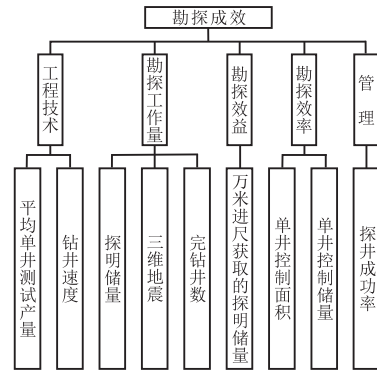 勘探成效
工程技术
勘探工作量
勘探效益
勘探效率
管理
平均单井测试产量
钻井速度
探明储量
三维地震
完钻井数
万米进尺获取的探明储量
单井控制面积
单井控制储量
探井成功率